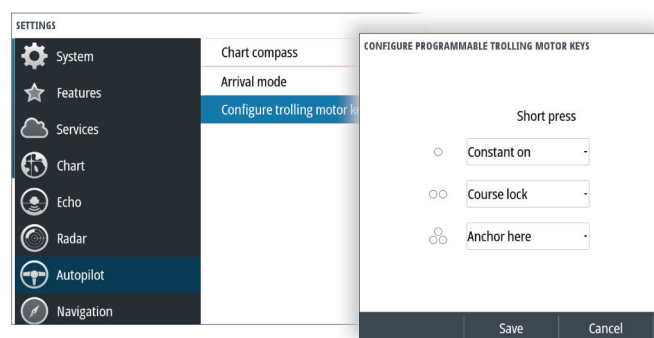 SETTINGS
System
Features
Services
Chart
Echo
Radar
Autopilot
Navigation
Chart compass
Arrival mode
Configure trolling motor
CONFIGURE PROGRAMMABLE TROLLING MOTOR KEYS
Short press
Constant on
Course lock
Anchor here
Save Cancel